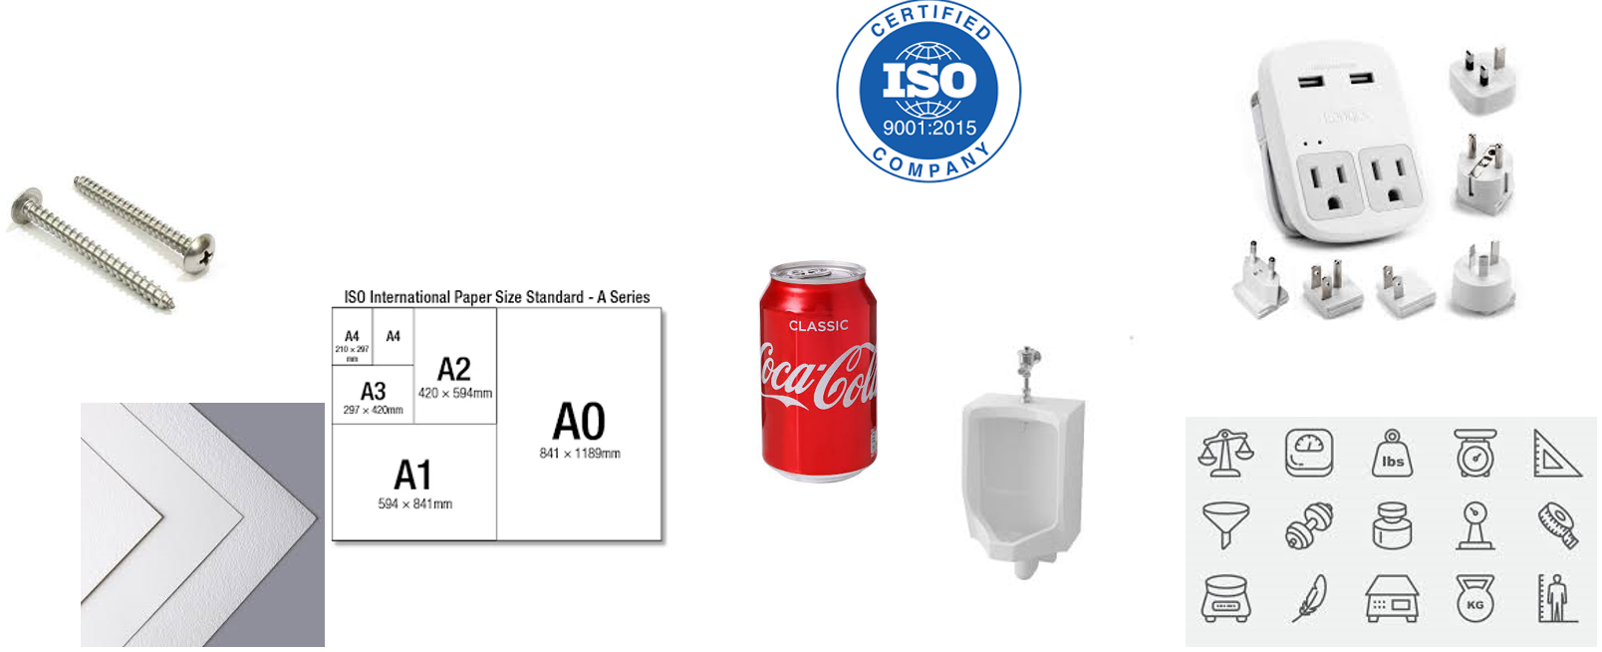 CERTIFIED
ISO
9001:2015
COMPANY
ISO International Paper Size Standard - A Series
A4
210 × 297
mm
A4
A3
297 × 420mm
A2
420 × 594mm
A1
594 × 841mm
A0
841 × 1189mm
CLASSIC
Coca-Cola
lbs
KG